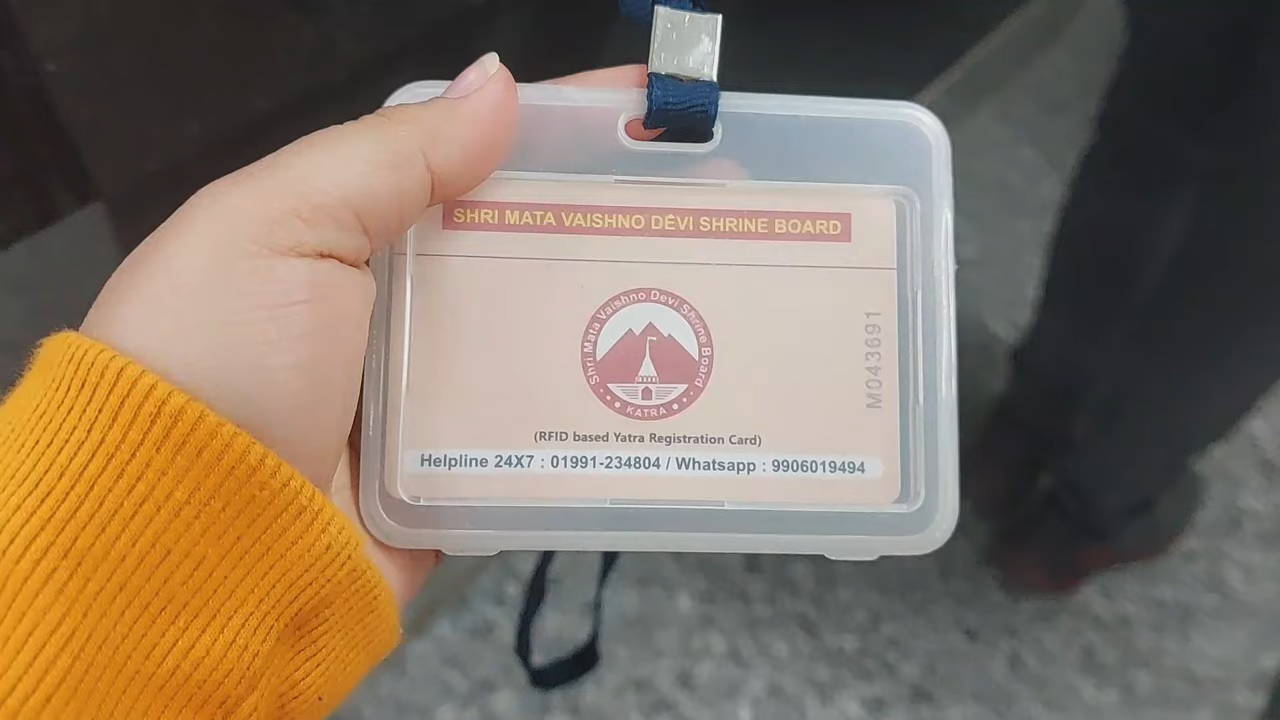 SHRI MATA VAISHNO DEVI SHRINE BOARD
Shri Mata Vaishno Devi Shrine Board
KATRA
M043691
(RFID based Yatra Registration Card)
Helpline 24X7 : 01991-234804 / Whatsapp : 9906019494